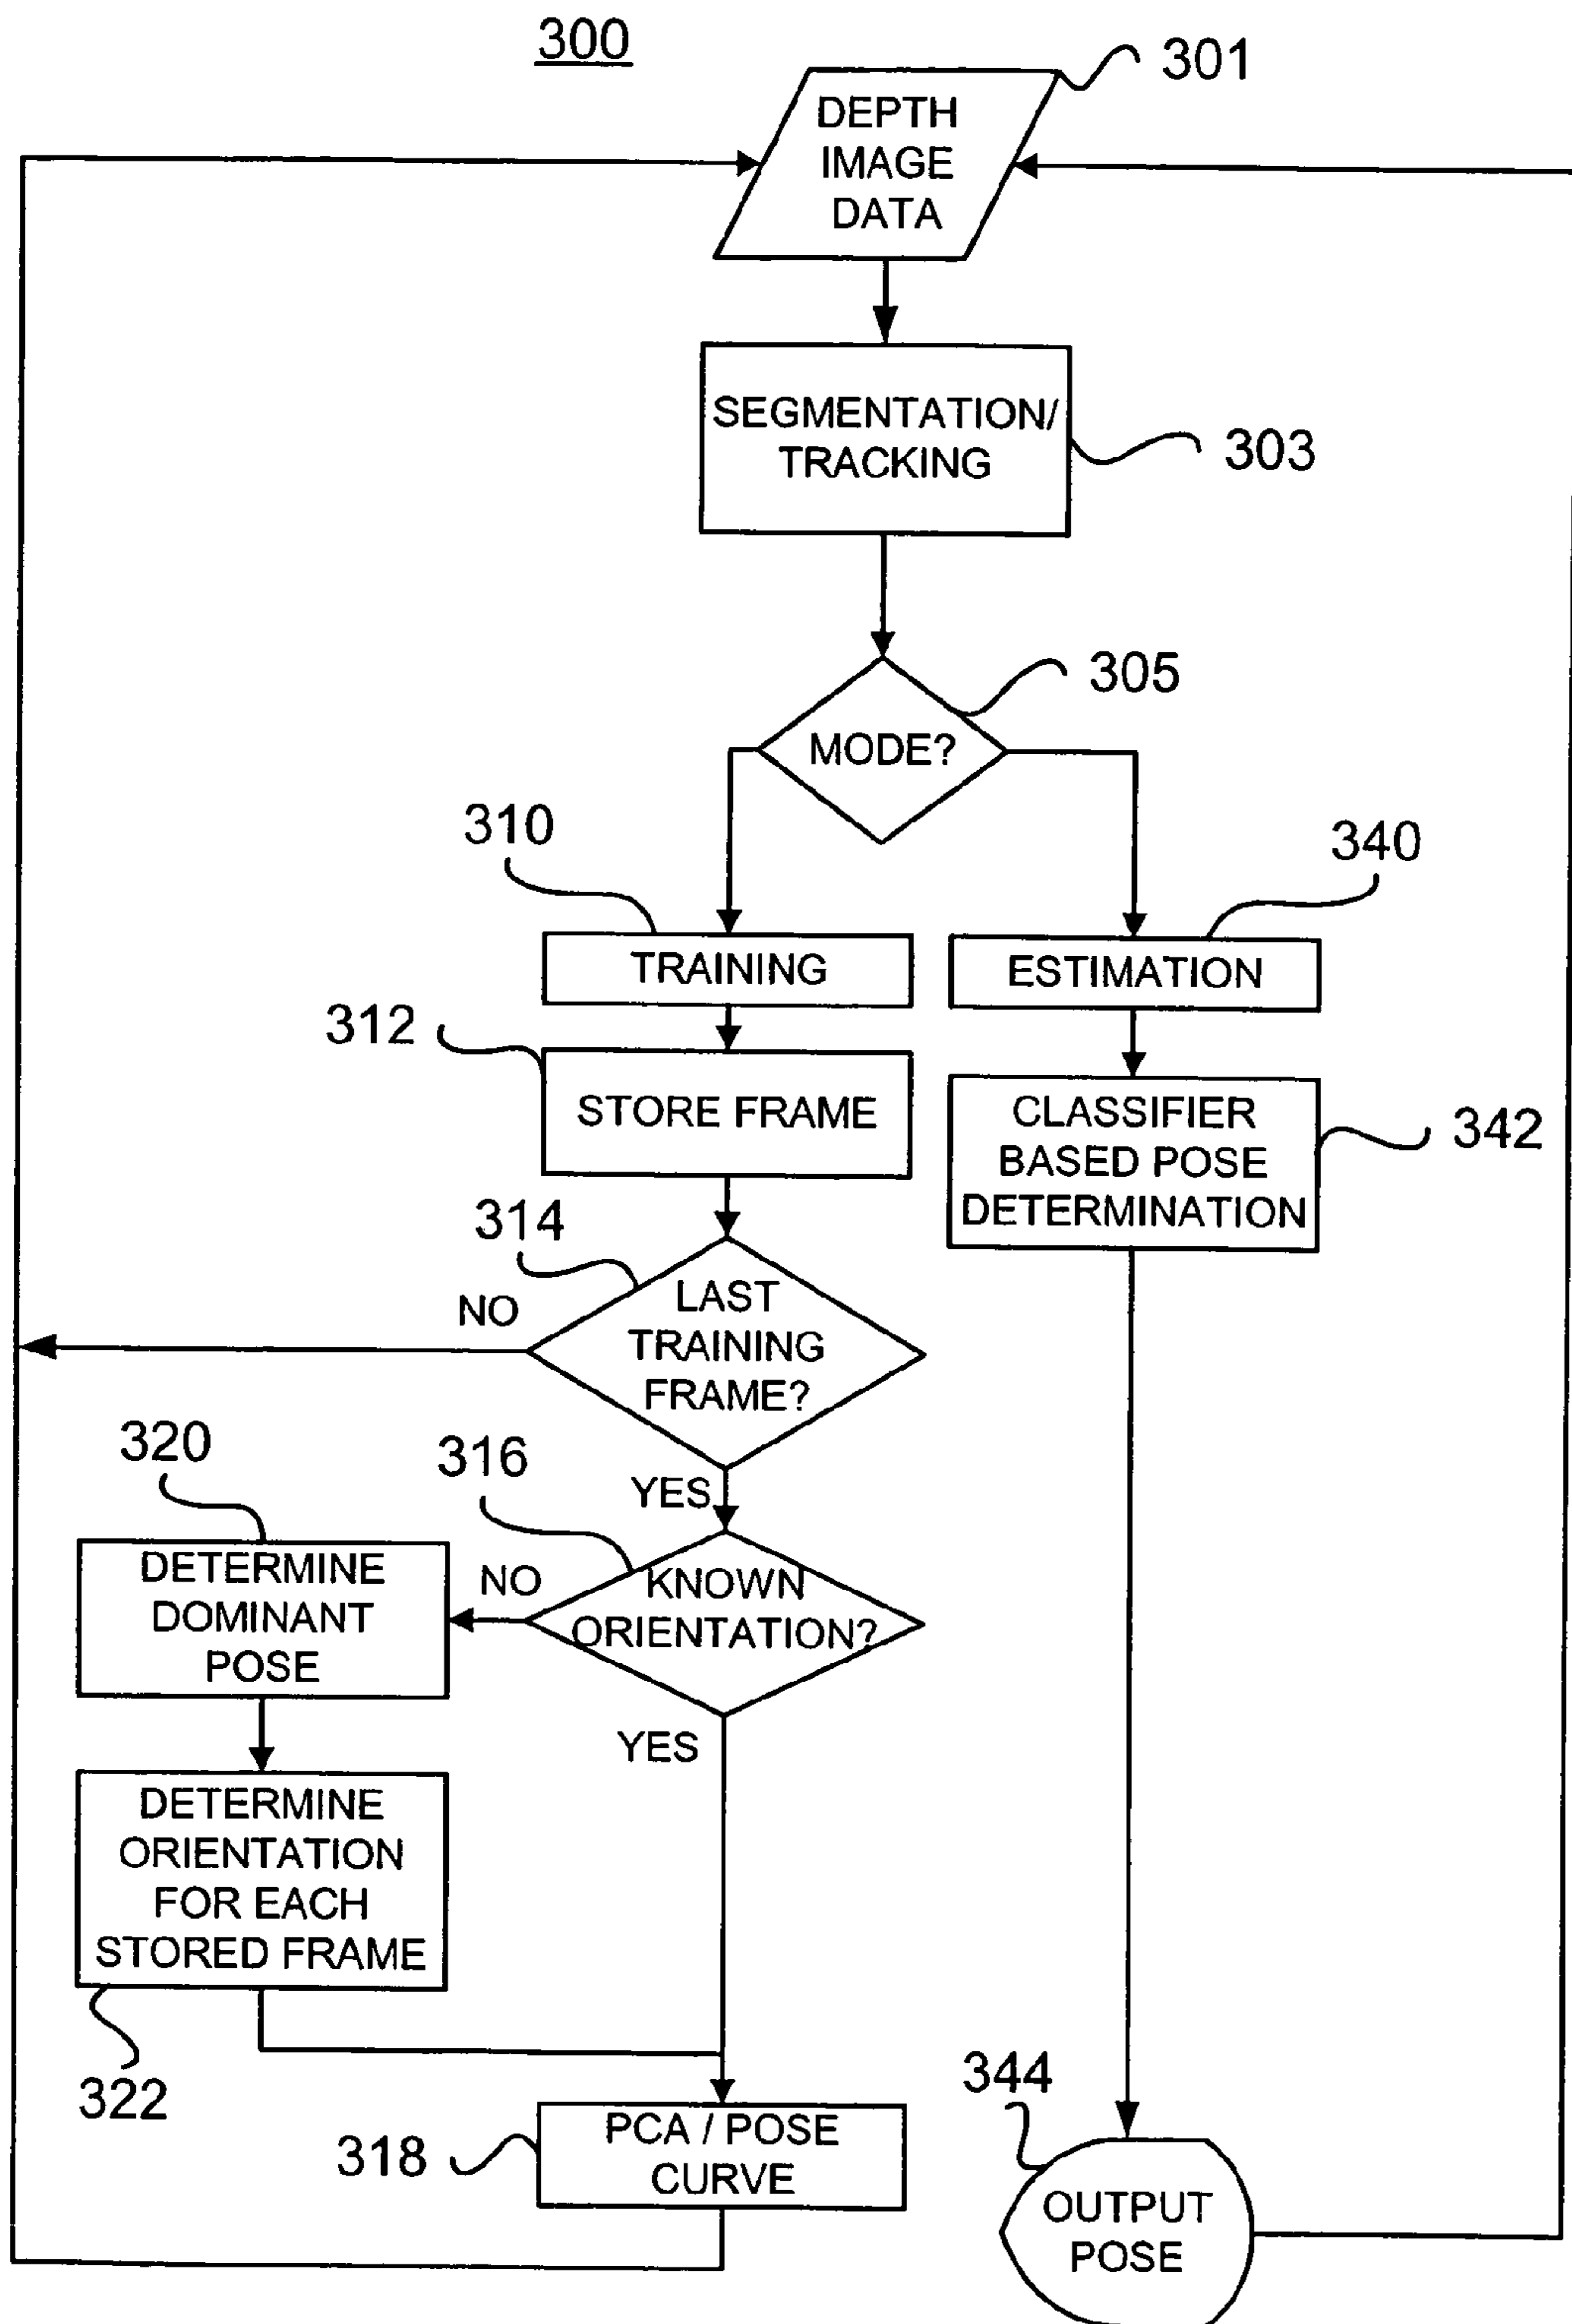 300
301
DEPTH
IMAGE
DATA
SEGMENTATION/
TRACKING
303
305
MODE?
310
340
TRAINING
ESTIMATION
312
STORE FRAME
CLASSIFIER
BASED POSE
DETERMINATION
342
314
NO
LAST
TRAINING
FRAME?
320
316
YES
DETERMINE
DOMINANT
POSE
NO
KNOWN
ORIENTATION?
YES
DETERMINE
ORIENTATION
FOR EACH
STORED FRAME
322
344
318
PCA / POSE
CURVE
OUTPUT
POSE